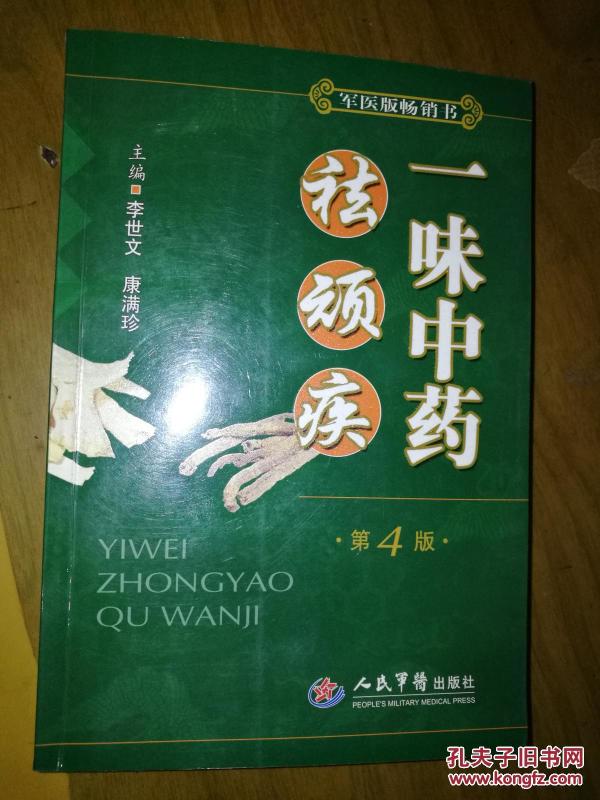 军医版畅销书
一味中药
祛顽疾
主编 李世文 康满珍
·第4版·
YIWEI
ZHONGYAO
QU WANJI
人民军醫出版社
PEOPLE'S MILITARY MEDICAL PRESS
孔夫子旧书网
www.kongfz.com